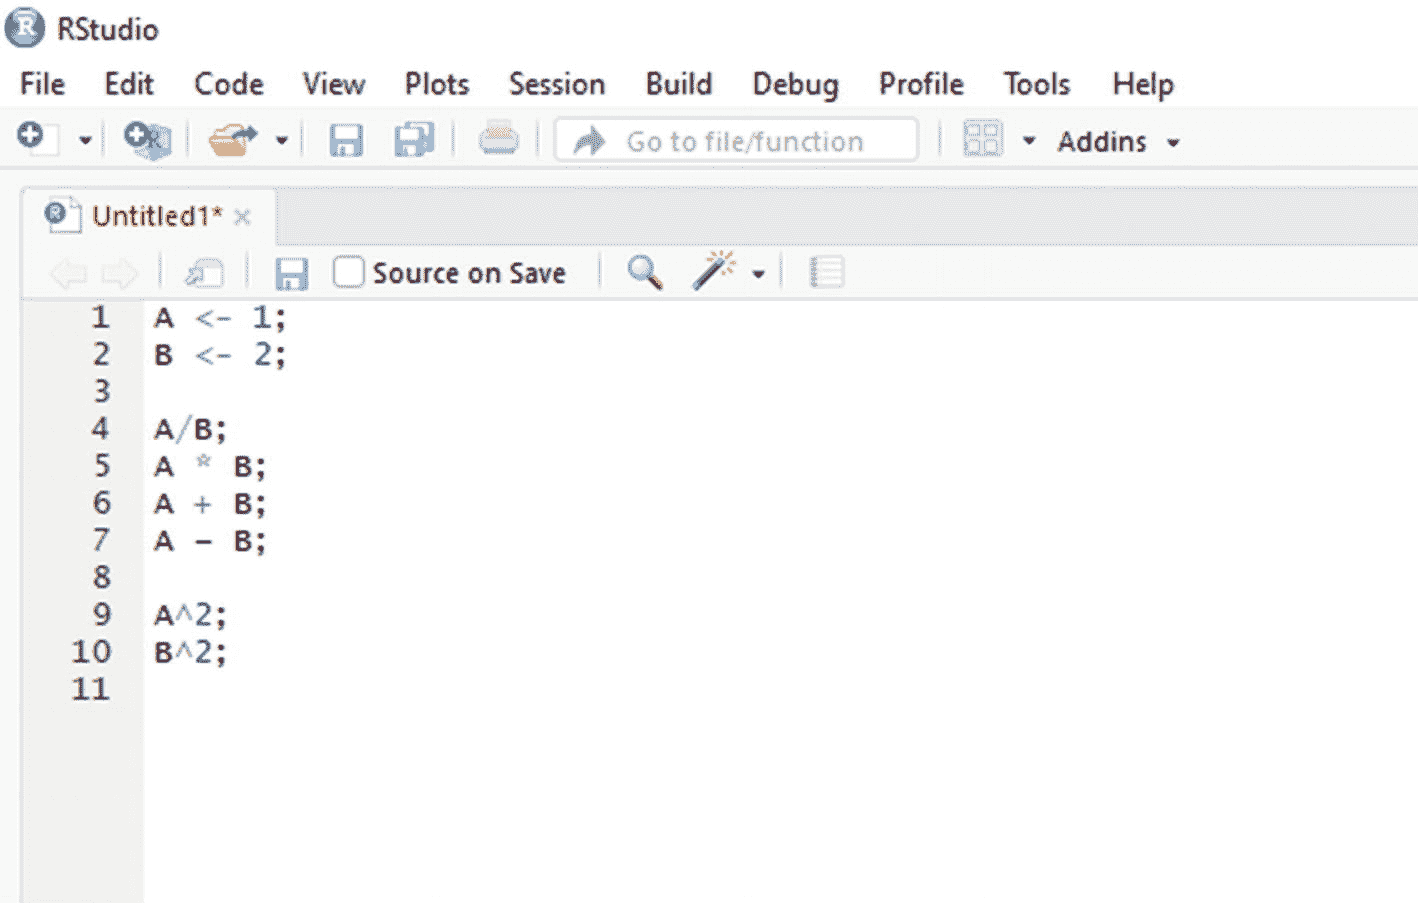 RStudio
File Edit Code View Plots Session Build Debug Profile Tools Help
Go to file/function Addins
Untitled1*
Source on Save
1 A <- 1;
2 B <- 2;
3
4 A/B;
5 A * B;
6 A + B;
7 A - B;
8
9 A^2;
10 B^2;
11